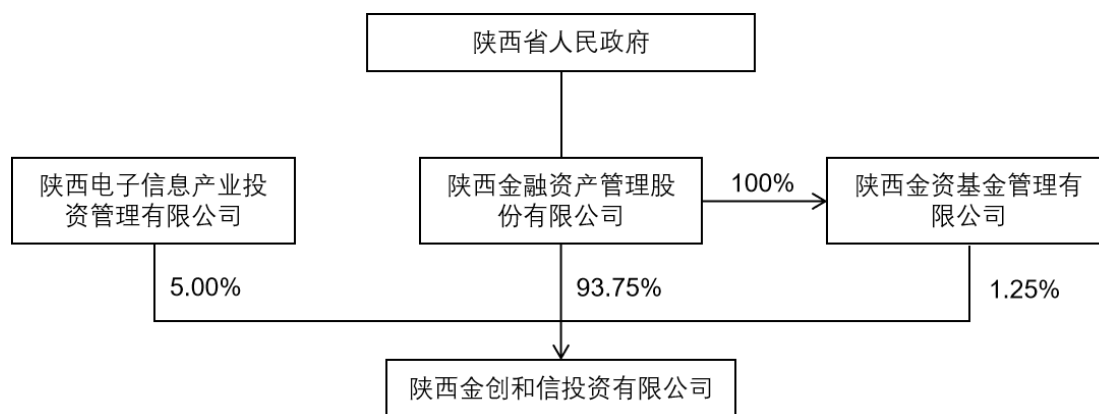 陕西省人民政府
陕西电子信息产业投
资管理有限公司
陕西金融资产管理股
份有限公司
100%
陕西金资基金管理有
限公司
5.00%
93.75%
1.25%
陕西金创和信投资有限公司